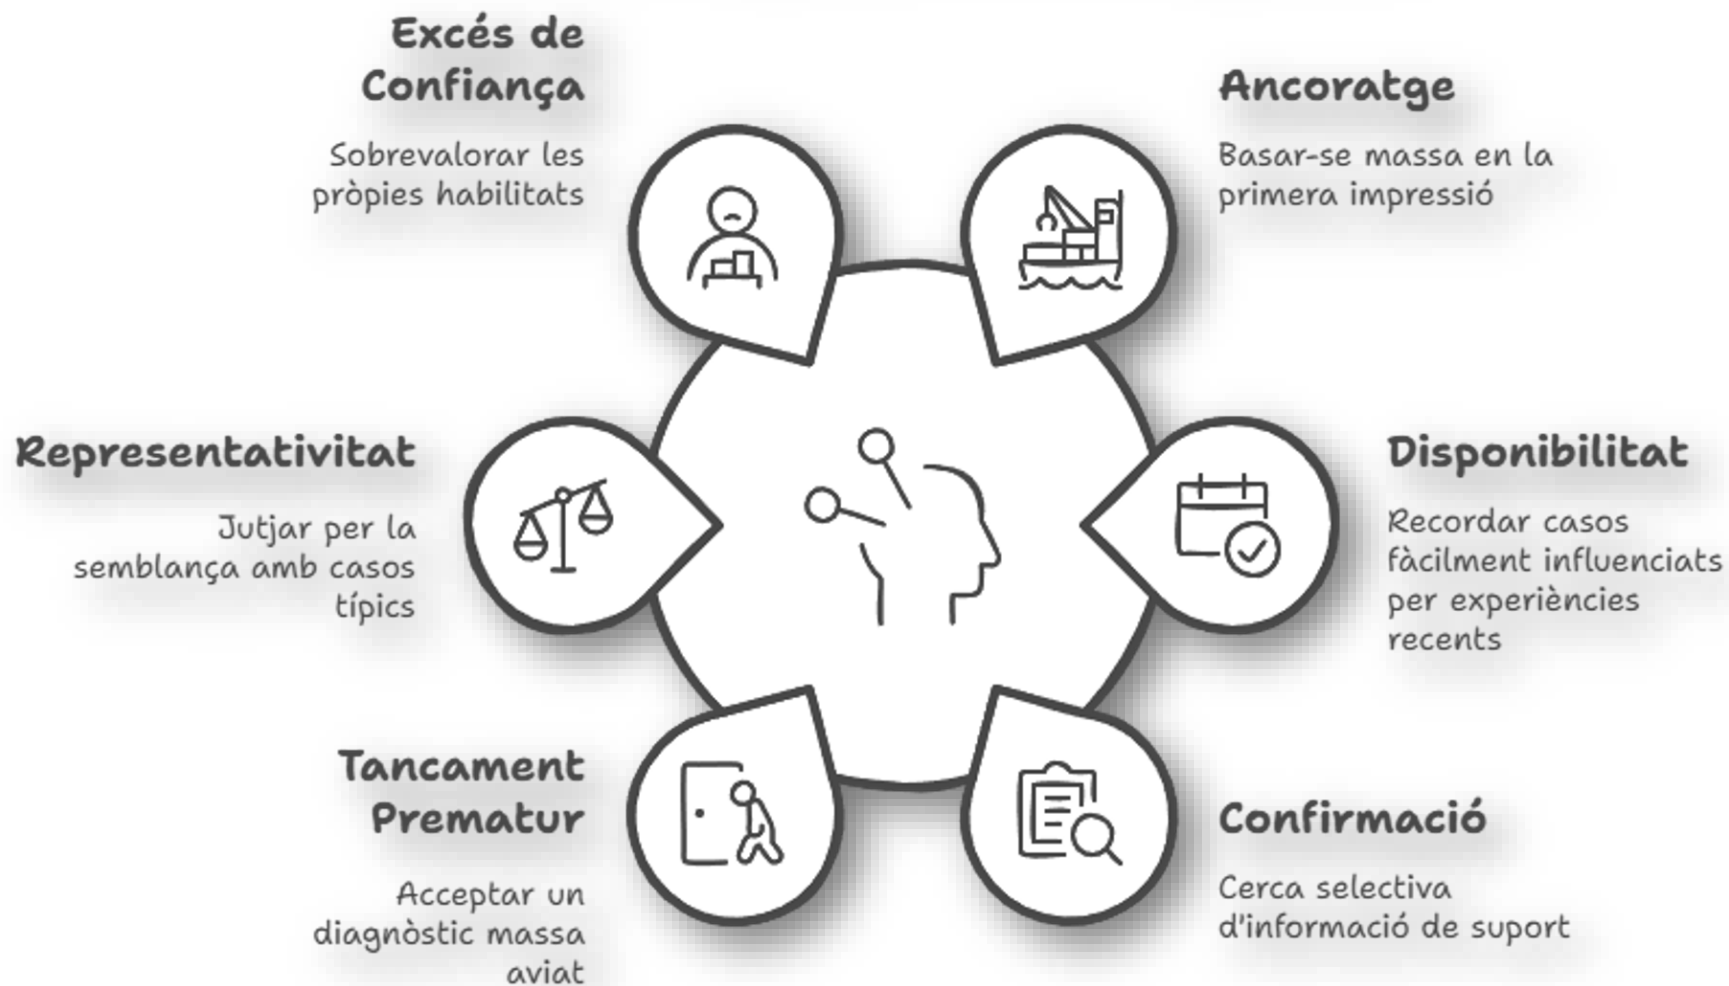 Excés de
Confiança
Sobrevalorar les
pròpies habilitats
Ancoratge
Basar-se massa en la
primera impressió
Representativitat
Jutjar per la
semblança amb casos
típics
Disponibilitat
Recordar casos
fàcilment influenciats
per experiències
recents
Tancament
Prematur
Acceptar un
diagnòstic massa
aviat
Confirmació
Cerca selectiva
d'informació de suport